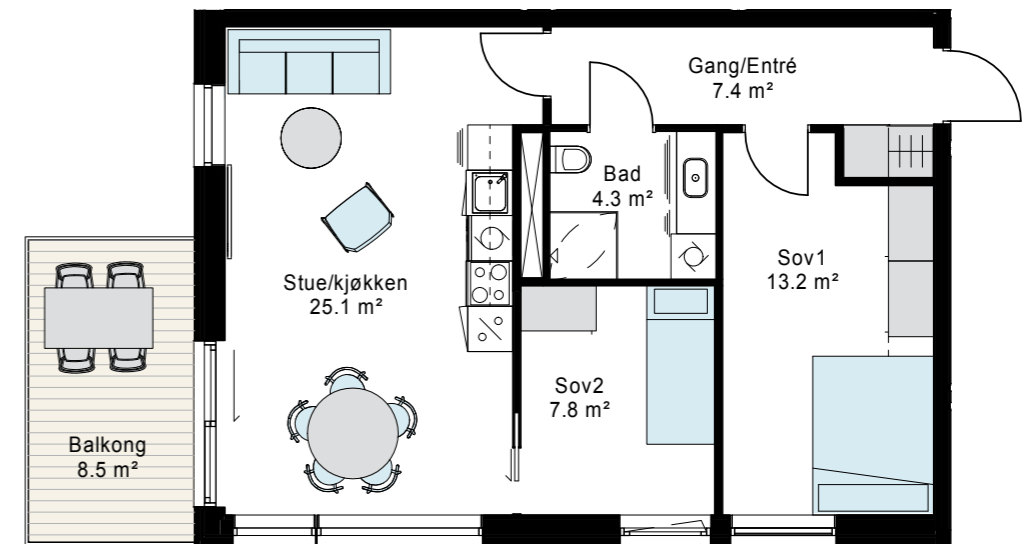 Gang/Entré
7.4 m²
Bad
4.3 m²
Sov1
13.2 m²
Stue/kjøkken
25.1 m²
Sov2
7.8 m²
Balkong
8.5 m²